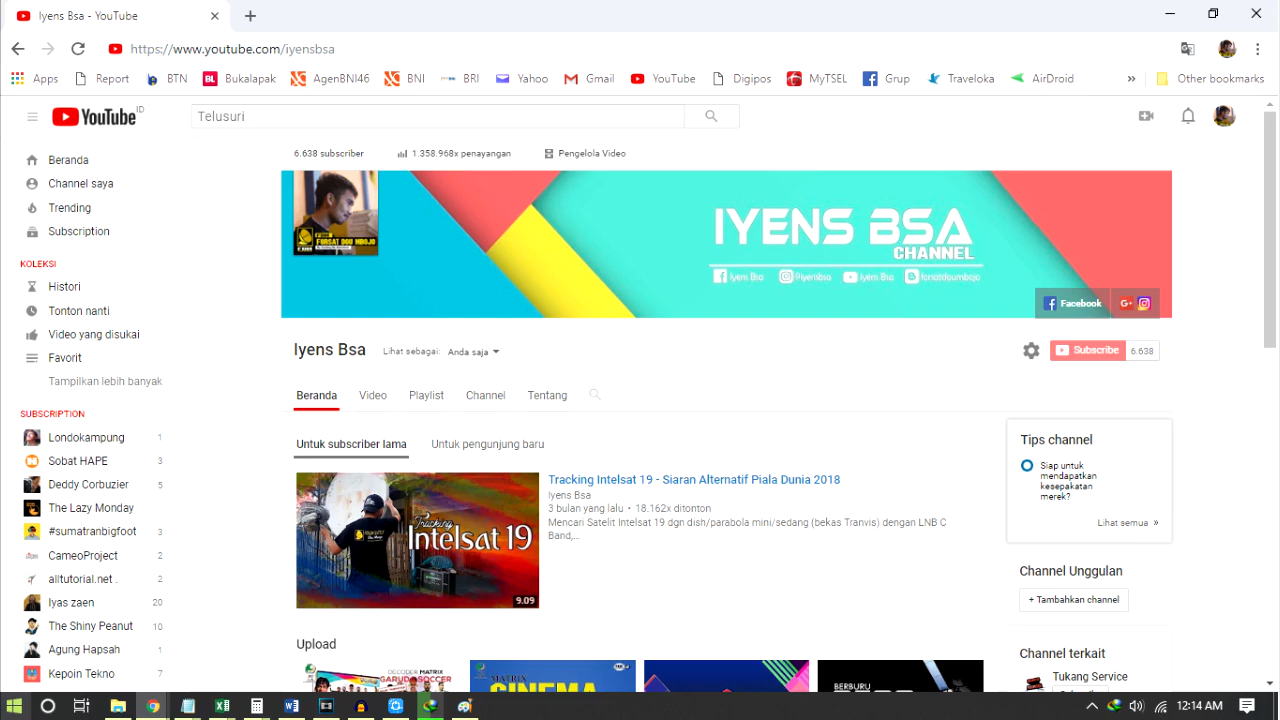 Iyens Bsa - YouTube
https://www.youtube.com/iyensbsa
Apps Report BTN Bukalapak AgenBNI46 BNI BRI Yahoo Gmail YouTube Digipos MyTSEL Grup Traveloka AirDroid » Other bookmarks
YouTube ID
Telusuri
6.638 subscriber 1.358.968x penayangan Pengelola Video
Beranda
Channel saya
Trending
Subscription
KOLEKSI
Histori
Tonton nanti
Video yang disukai
Favorit
Tampilkan lebih banyak
SUBSCRIPTION
Londokampung 1
Sobat HAPE 3
Deddy Corbuzier 5
The Lazy Monday
#sumatranbigfoot 3
CameoProject 2
alltutorial.net . 2
Iyas zaen 20
The Shiny Peanut 10
Agung Hapsah 1
Kepoin Tekno 7
FORSAT DOU MBOJO
IYENS BSA
CHANNEL
Iyens Bsa @iyensbsa Iyens Bsa forsatdoumbojo
Facebook
Iyens Bsa Lihat sebagai: Anda saja
Subscribe 6.638
Beranda Video Playlist Channel Tentang
Untuk subscriber lama Untuk pengunjung baru
Tracking
Intelsat 19
9.09
Tracking Intelsat 19 - Siaran Alternatif Piala Dunia 2018
Iyens Bsa
3 bulan yang lalu • 18.162x ditonton
Mencari Satelit Intelsat 19 dgn dish/parabola mini/sedang (bekas Tranvis) dengan LNB C
Band,...
Upload
DECODER MATRIX
GARUDA SOCCER
MATRIX
CINEMA
BERBURU
Tips channel
Siap untuk
mendapatkan
kesepakatan
merek?
Lihat semua »
Channel Unggulan
+ Tambahkan channel
Channel terkait
Tukang Service
12:14 AM